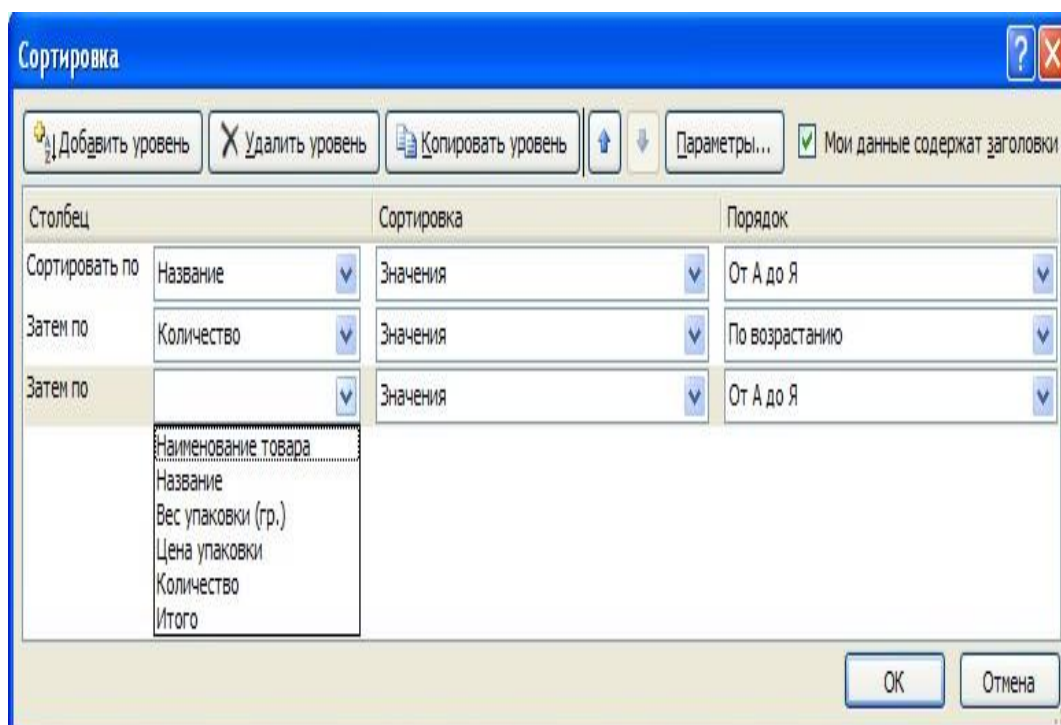 Сортировка
Добавить уровень Удалить уровень Копировать уровень Параметры... Мои данные содержат заголовки
Столбец Сортировка Порядок
Сортировать по Название Значения От А до Я
Затем по Количество Значения По возрастанию
Затем по Значения От А до Я
Наименование товара
Название
Вес упаковки (гр.)
Цена упаковки
Количество
Итого
ОК Отмена